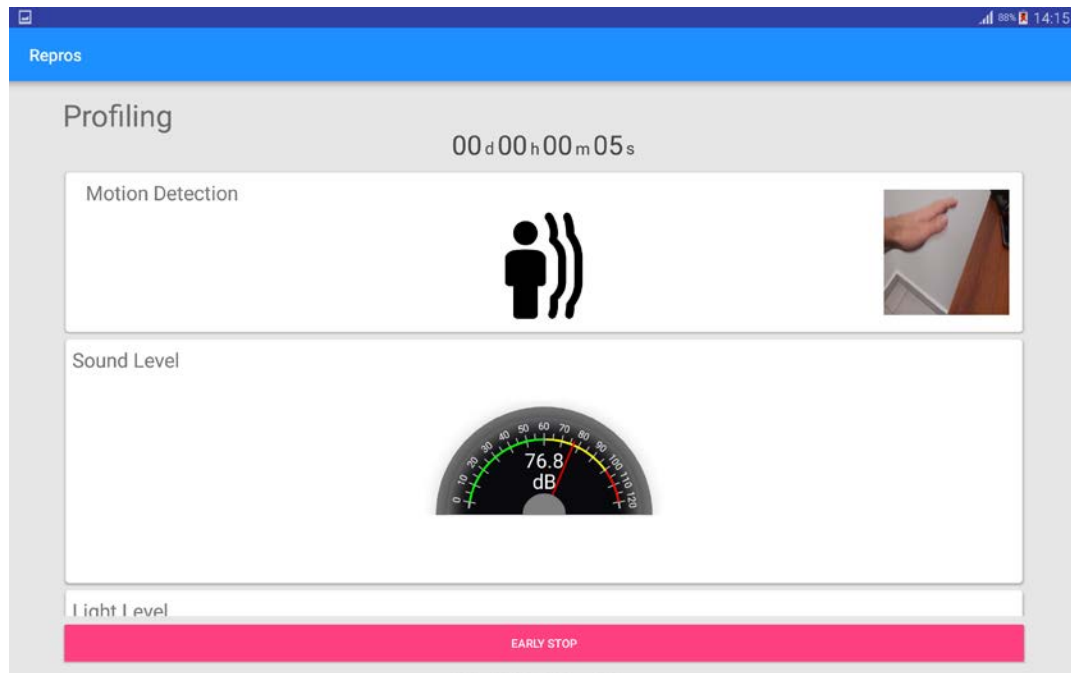 88% 14:15
Repros
Profiling
00d00h00m05s
Motion Detection
Sound Level
0 10 20 30 40 50 60 70 80 90 100 110 120
76.8
dB
Light Level
EARLY STOP